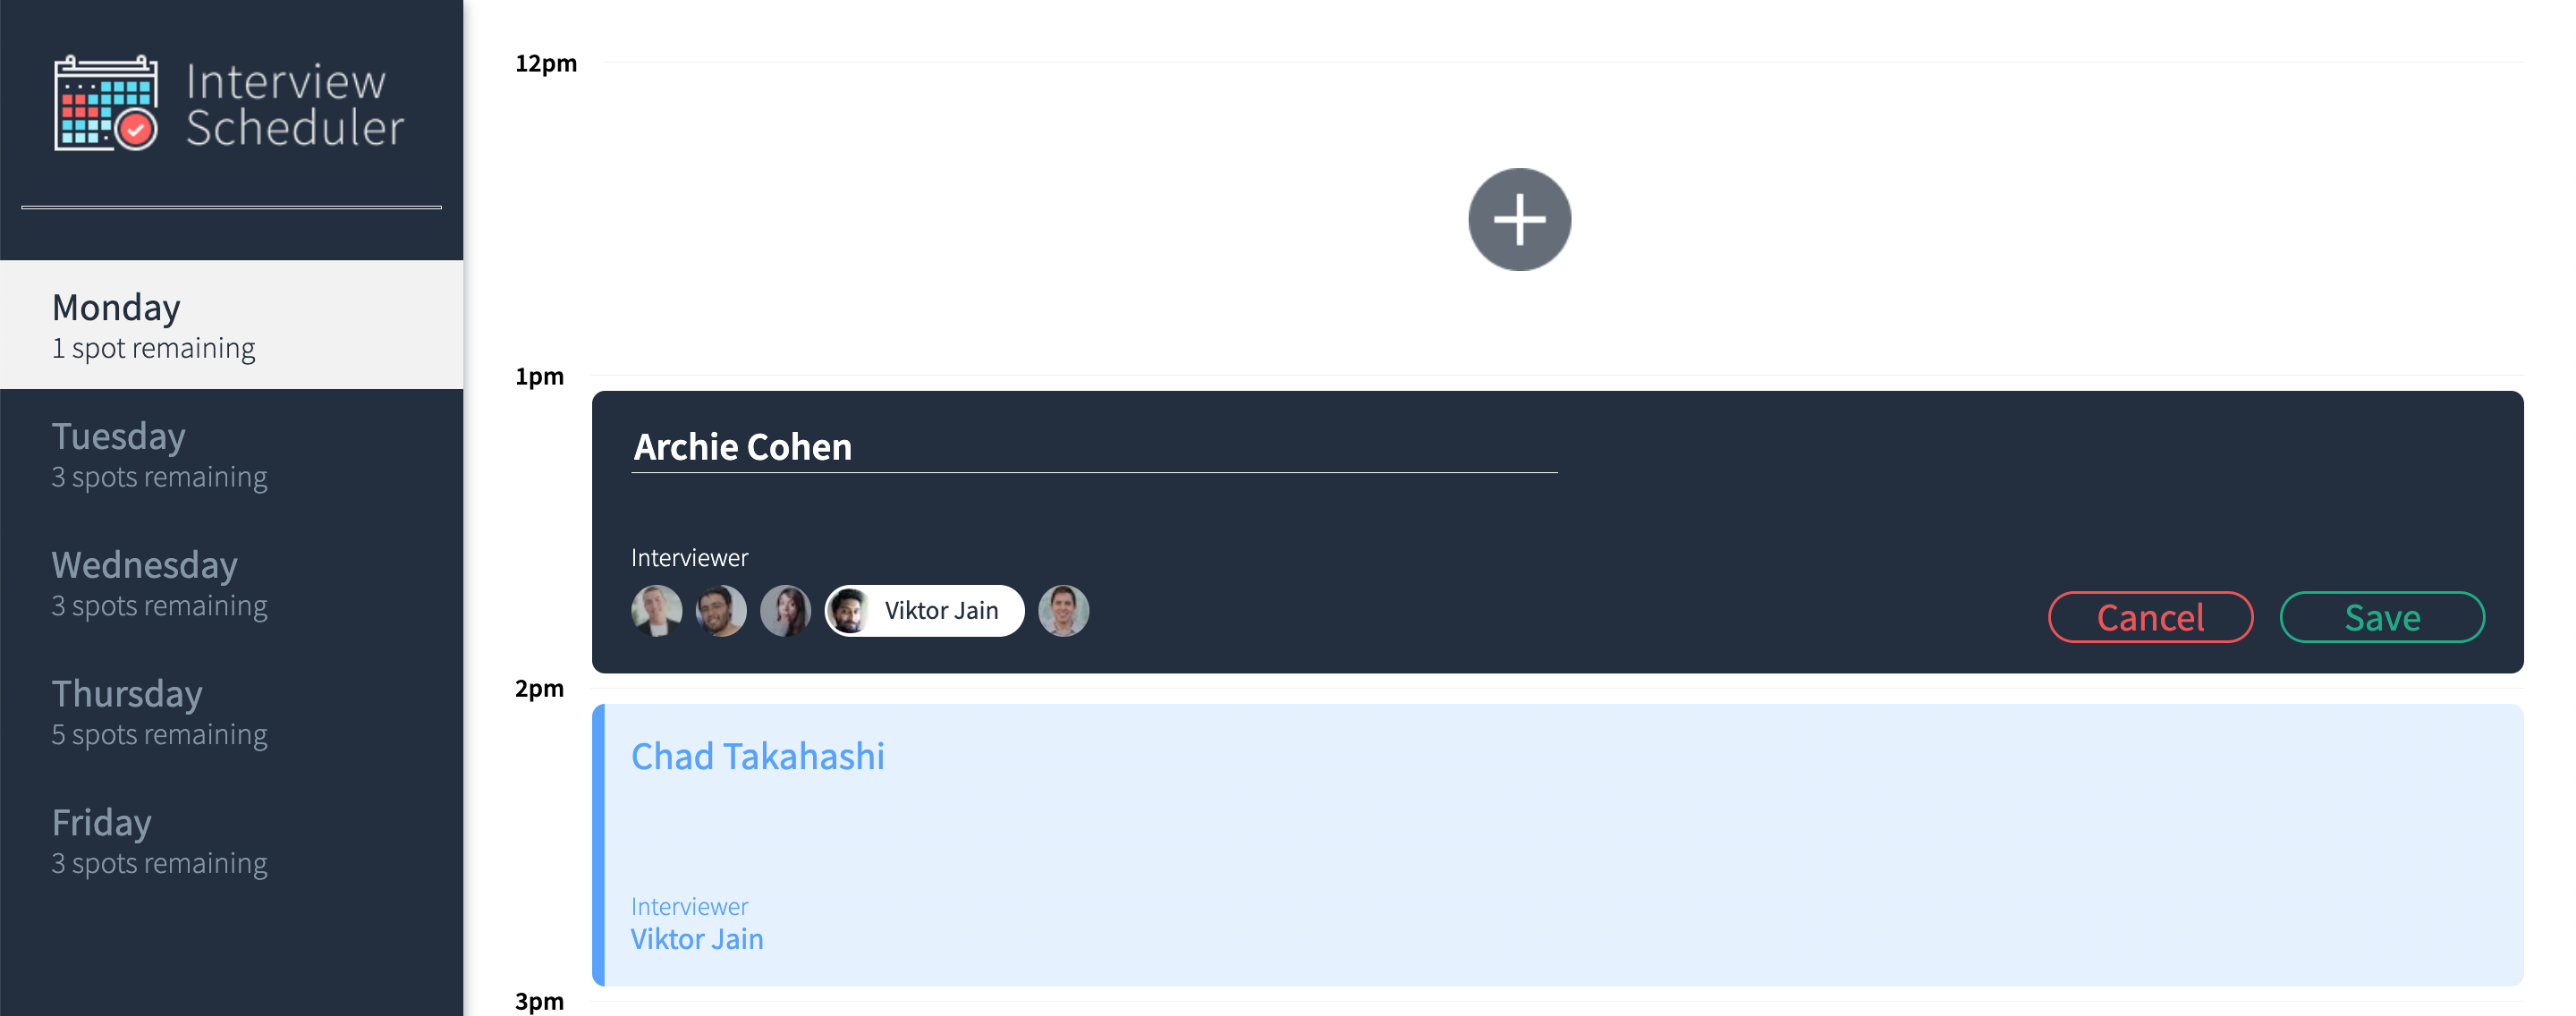 Interview
Scheduler
Monday
1 spot remaining
Tuesday
3 spots remaining
Wednesday
3 spots remaining
Thursday
5 spots remaining
Friday
3 spots remaining
12pm
1pm
Archie Cohen
Interviewer
Viktor Jain
Cancel
Save
2pm
Chad Takahashi
Interviewer
Viktor Jain
3pm